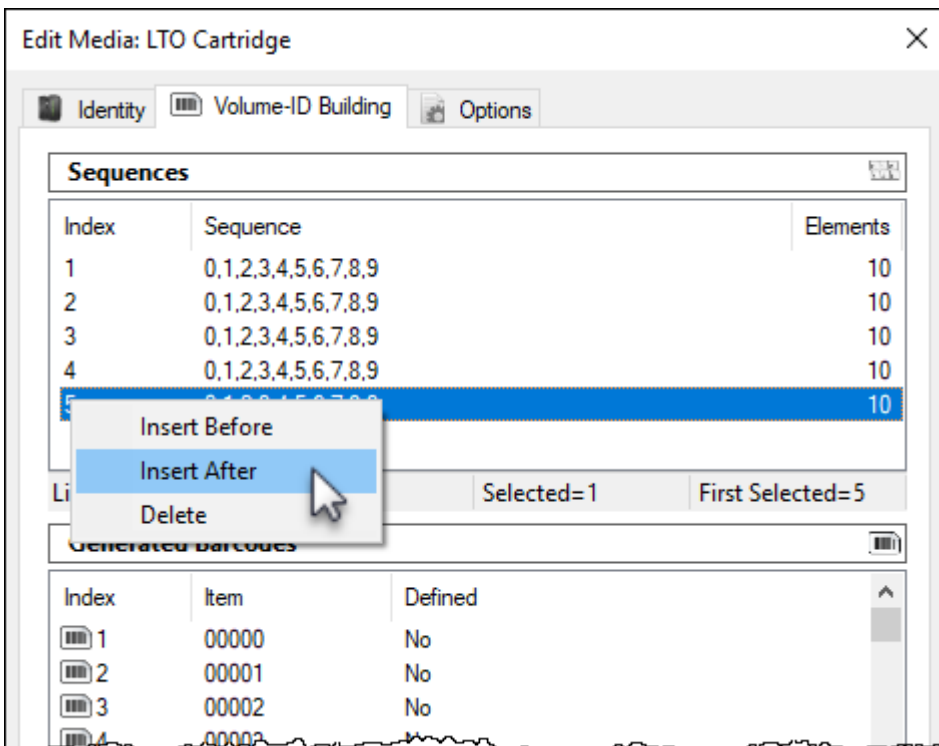 Edit Media: LTO Cartridge
Identity Volume-ID Building Options
Sequences
Index Sequence Elements
1 0,1,2,3,4,5,6,7,8,9 10
2 0,1,2,3,4,5,6,7,8,9 10
3 0,1,2,3,4,5,6,7,8,9 10
4 0,1,2,3,4,5,6,7,8,9 10
10
Insert Before
Insert After
Delete
Selected=1 First Selected=5
Generated Barcodes
Index Item Defined
1 00000 No
2 00001 No
3 00002 No